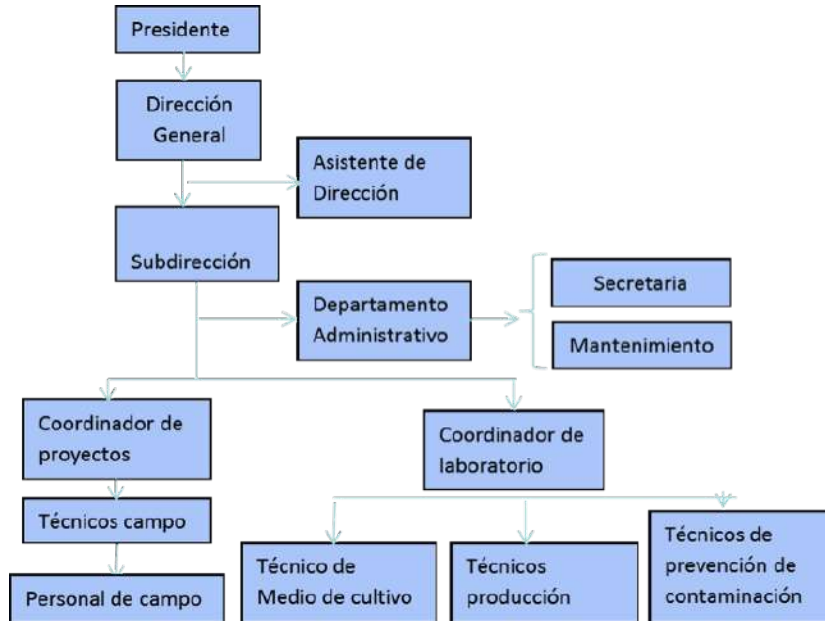 Presidente
Dirección
General
Asistente de
Dirección
Subdirección
Departamento
Administrativo
Secretaria
Mantenimiento
Coordinador de
proyectos
Coordinador de
laboratorio
Técnicos campo
Personal de campo
Técnico de
Medio de cultivo
Técnicos
producción
Técnicos de
prevención de
contaminación